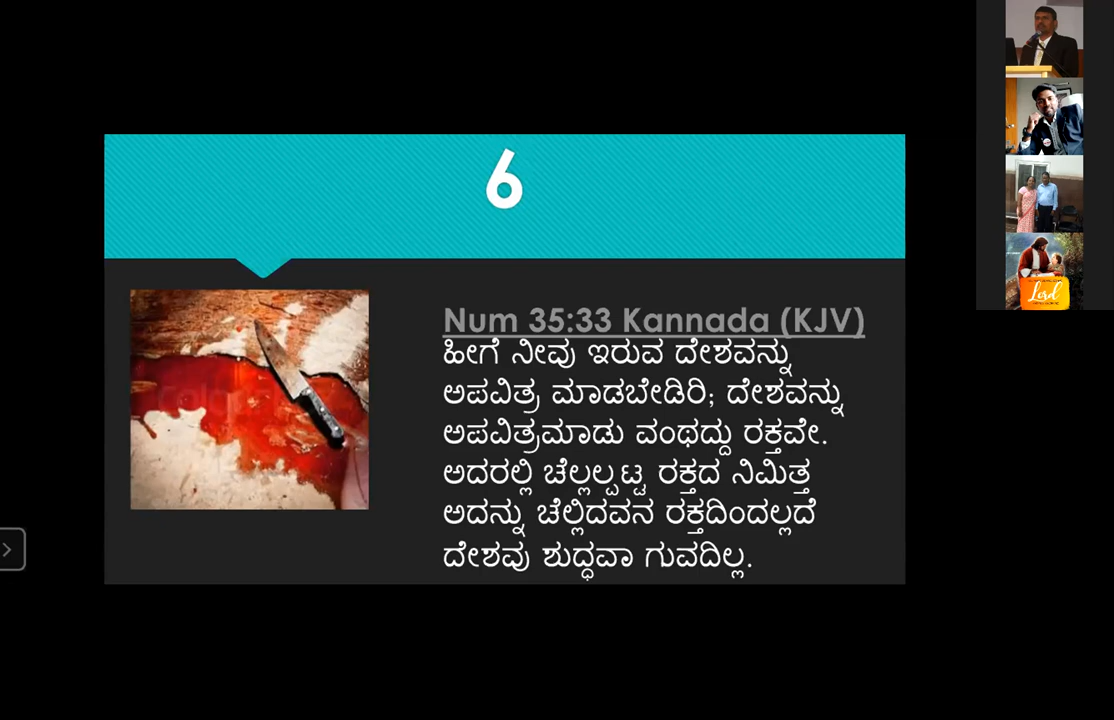 6
Num 35:33 Kannada (KJV)
ಹೀಗೆ ನೀವು ಇರುವ ದೇಶವನ್ನು
ಅಪವಿತ್ರ ಮಾಡಬೇಡಿರಿ; ದೇಶವನ್ನು
ಅಪವಿತ್ರಮಾಡು ವಂಥದ್ದು ರಕ್ತವೇ.
ಅದರಲ್ಲಿ ಚೆಲ್ಲಲ್ಪಟ್ಟ ರಕ್ತದ ನಿಮಿತ್ತ
ಅದನ್ನು ಚೆಲ್ಲಿದವನ ರಕ್ತದಿಂದಲ್ಲದೆ
ದೇಶವು ಶುದ್ಧವಾ ಗುವದಿಲ್ಲ.
Lord